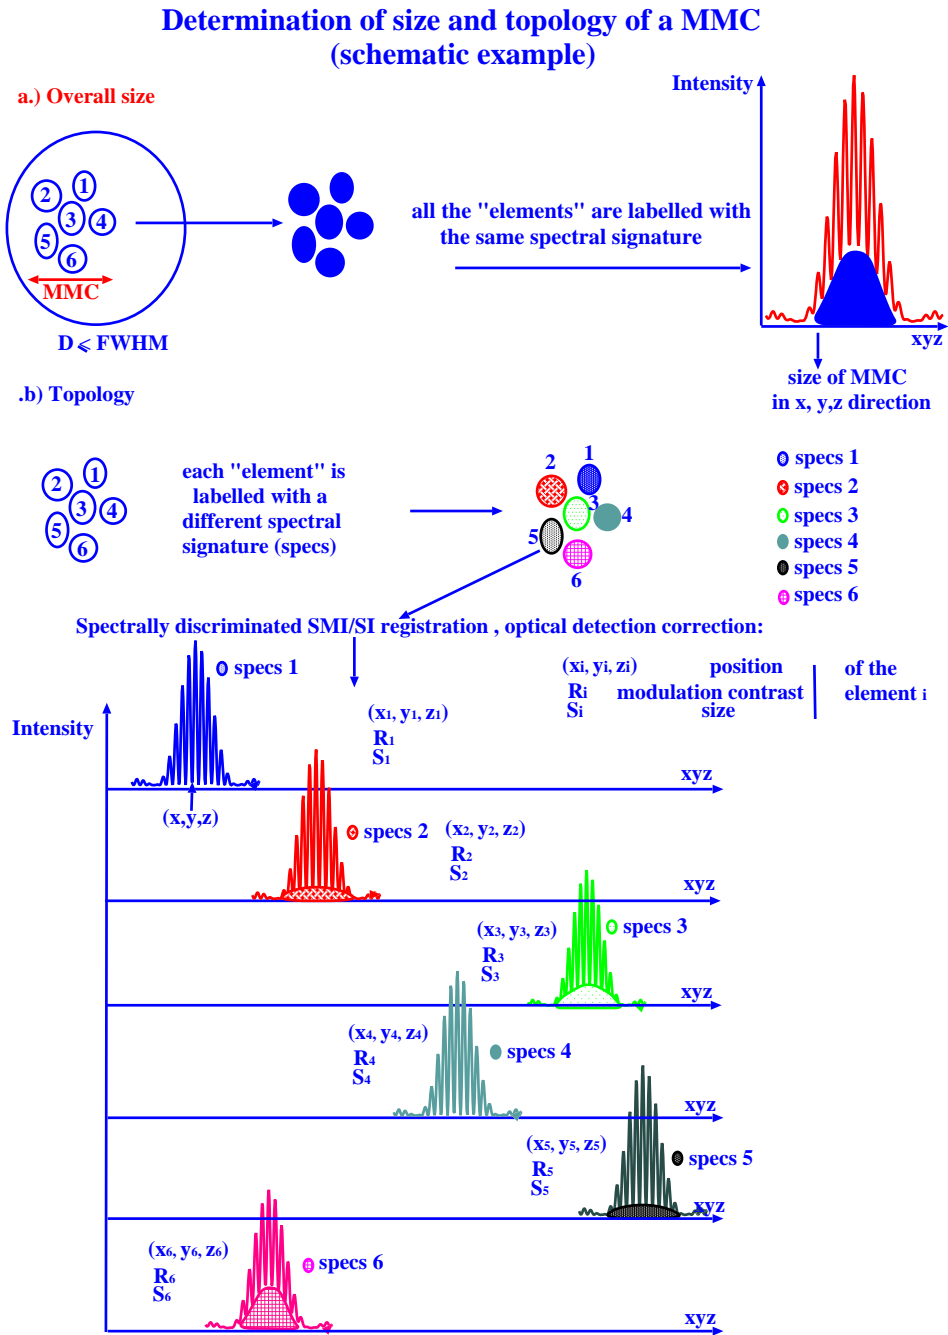 Determination of size and topology of a MMC
(schematic example)
a.) Overall size
Intensity
2
1
3
4
5
6
MMC
D ⩽ FWHM
all the "elements" are labelled with
the same spectral signature
xyz
size of MMC
in x, y,z direction
.b) Topology
2
1
3
4
5
6
each "element" is
labelled with a
different spectral
signature (specs)
1
2
3
4
5
6
specs 1
specs 2
specs 3
specs 4
specs 5
specs 6
Spectrally discriminated SMI/SI registration , optical detection correction:
specs 1
(xi, yi, zi) position
Ri modulation contrast
Si size
of the
element i
Intensity
(x1, y1, z1)
R1
S1
xyz
(x,y,z)
specs 2
(x2, y2, z2)
R2
S2
xyz
(x3, y3, z3)
R3
S3
specs 3
xyz
(x4, y4, z4)
R4
S4
specs 4
xyz
(x5, y5, z5)
R5
S5
specs 5
xyz
(x6, y6, z6)
R6
S6
specs 6
xyz